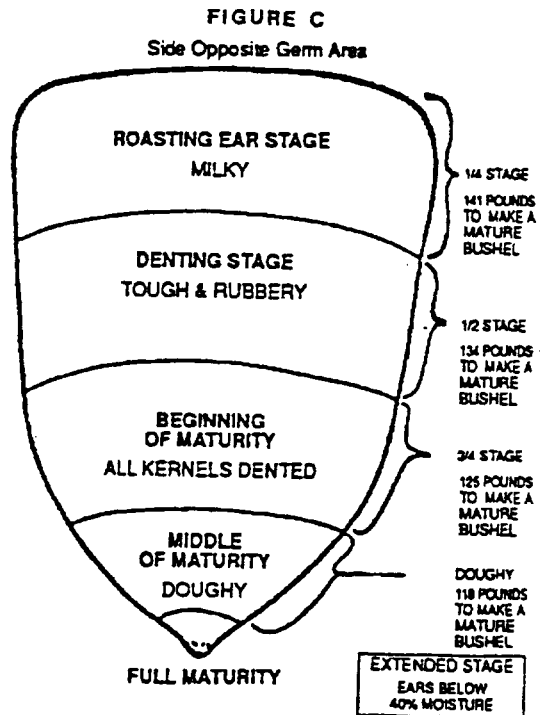 FIGURE C
Side Opposite Germ Area
ROASTING EAR STAGE
MILKY
1/4 STAGE
141 POUNDS
TO MAKE A
MATURE
BUSHEL
DENTING STAGE
TOUGH & RUBBERY
1/2 STAGE
134 POUNDS
TO MAKE A
MATURE
BUSHEL
BEGINNING
OF MATURITY
ALL KERNELS DENTED
3/4 STAGE
125 POUNDS
TO MAKE A
MATURE
BUSHEL
MIDDLE
OF MATURITY
DOUGHY
DOUGHY
118 POUNDS
TO MAKE A
MATURE
BUSHEL
FULL MATURITY
EXTENDED STAGE
EARS BELOW
40% MOISTURE